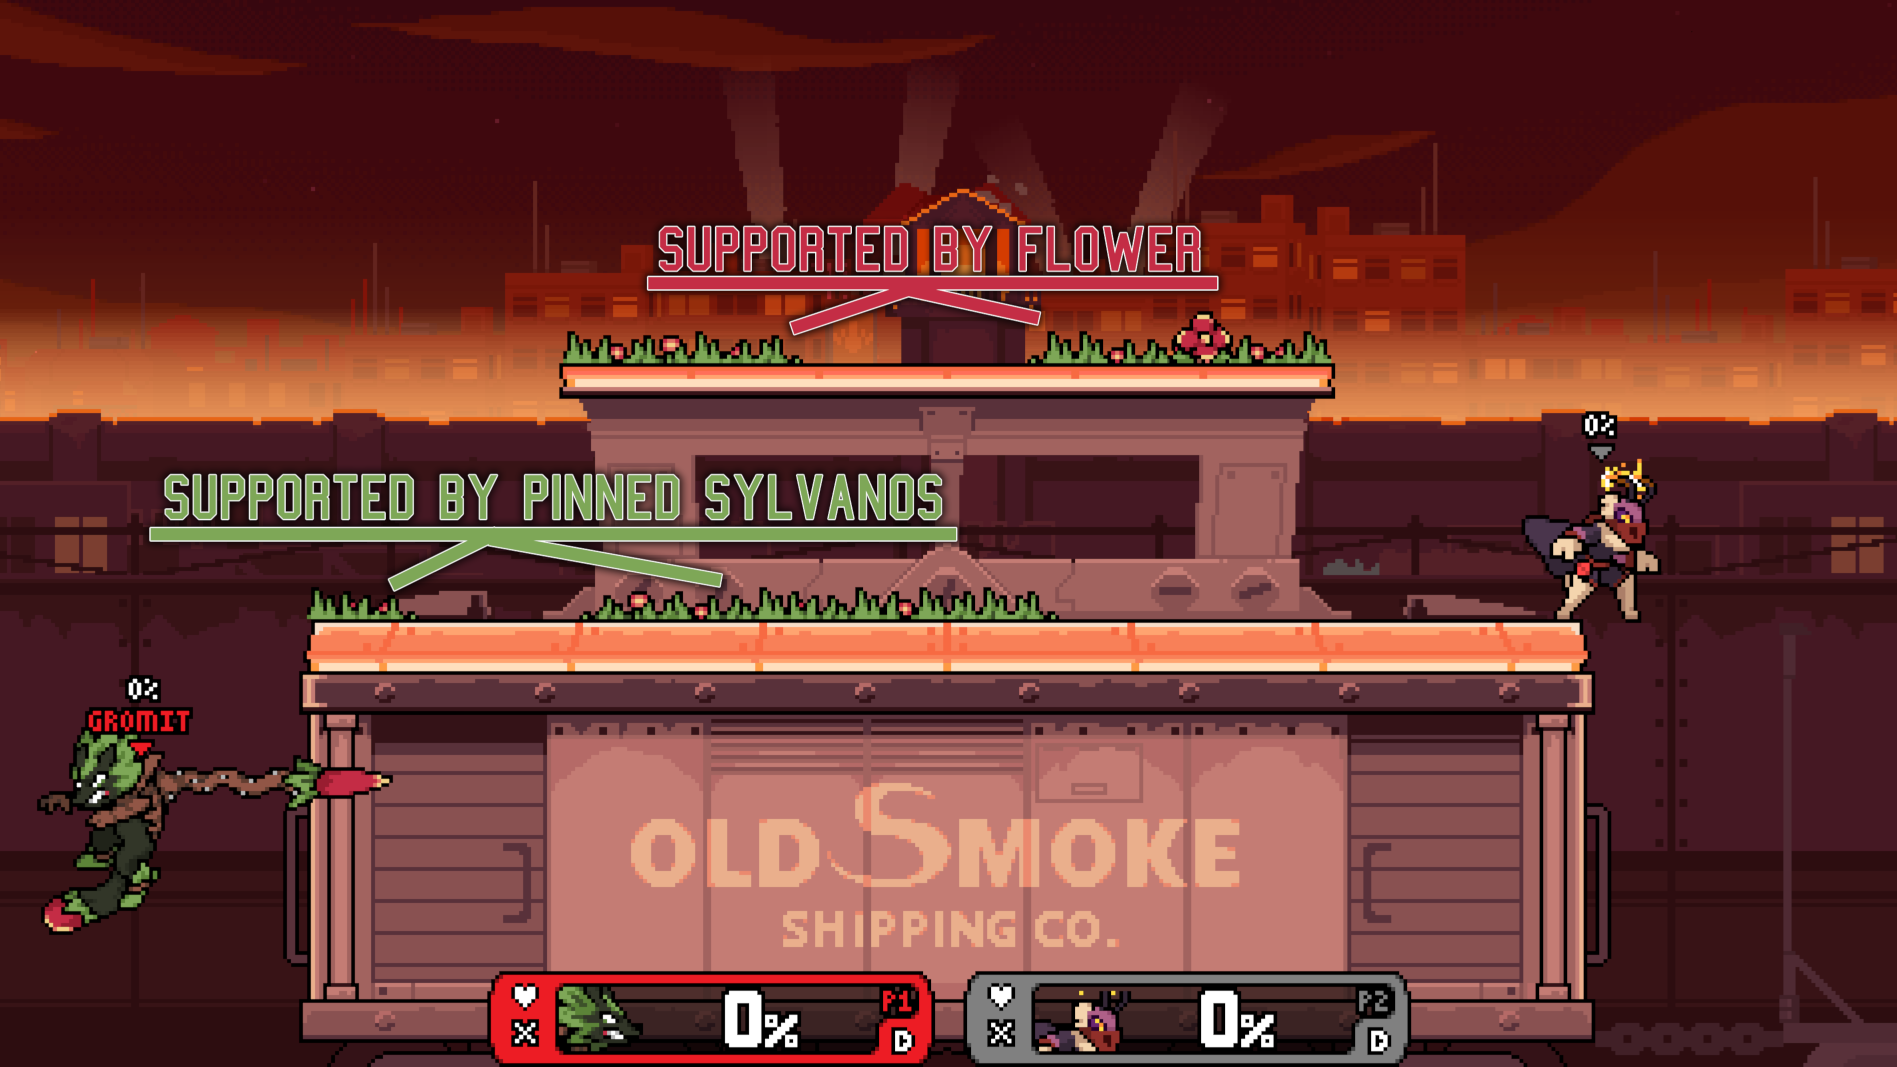 SUPPORTED BY FLOWER
0%
SUPPORTED BY PINNED SYLVANOS
0%
GROMIT
OLD SMOKE
SHIPPING CO.
0% P1 D
0% P2 D